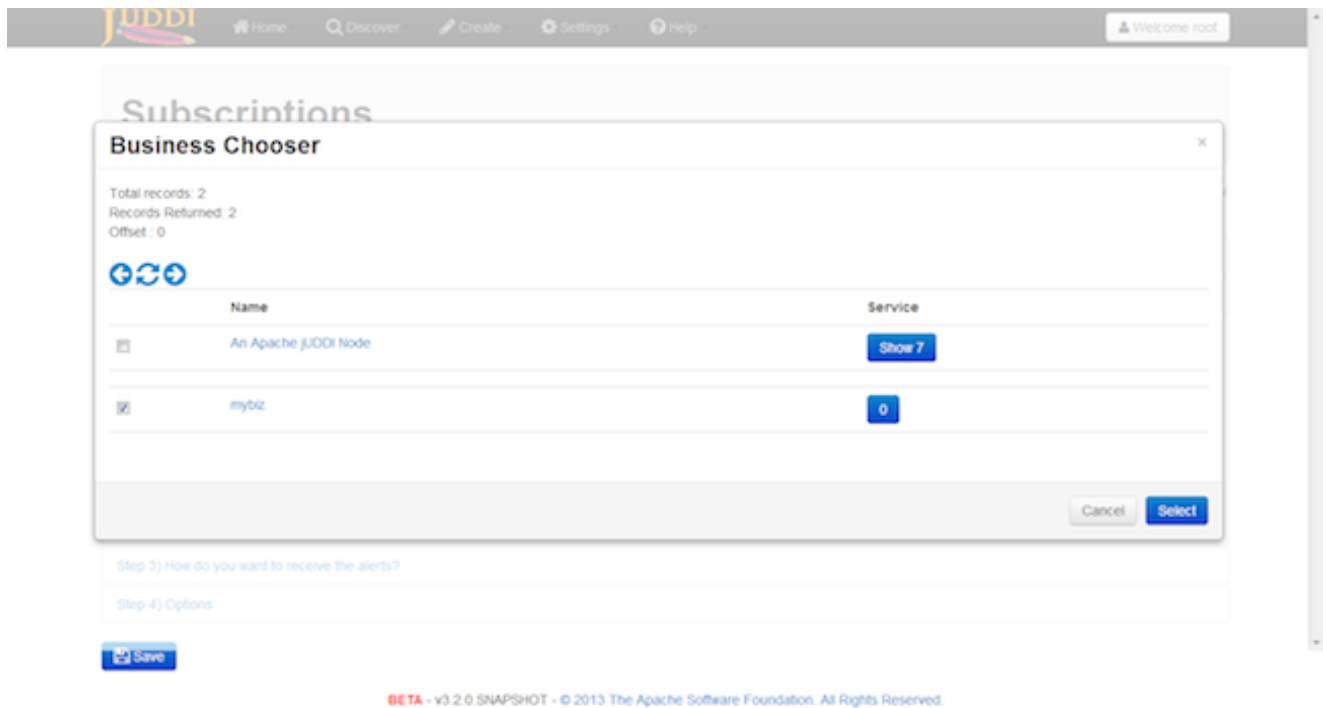 jUDDI Home Discover Create Settings Help Welcome root
Subscriptions
Business Chooser ×
Total records: 2
Records Returned: 2
Offset : 0
Name Service
An Apache jUDDI Node Show 7
mybiz 0
Cancel Select
Step 3) How do you want to receive the alerts?
Step 4) Options
Save
BETA - v3.2.0.SNAPSHOT - © 2013 The Apache Software Foundation. All Rights Reserved.